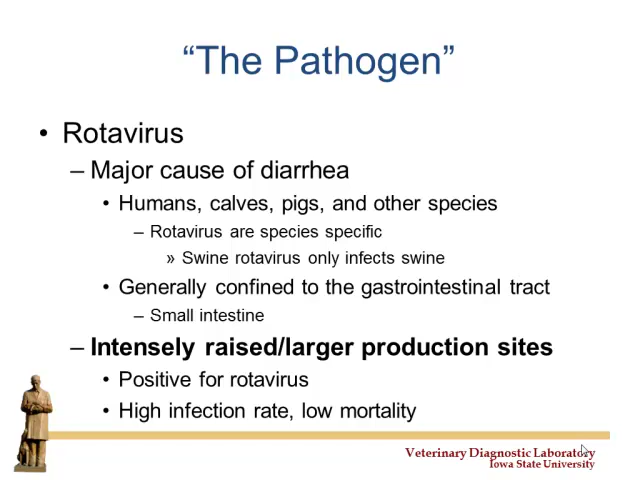 “The Pathogen”
• Rotavirus
– Major cause of diarrhea
• Humans, calves, pigs, and other species
– Rotavirus are species specific
» Swine rotavirus only infects swine
• Generally confined to the gastrointestinal tract
– Small intestine
– Intensely raised/larger production sites
• Positive for rotavirus
• High infection rate, low mortality
Veterinary Diagnostic Laboratory
Iowa State University